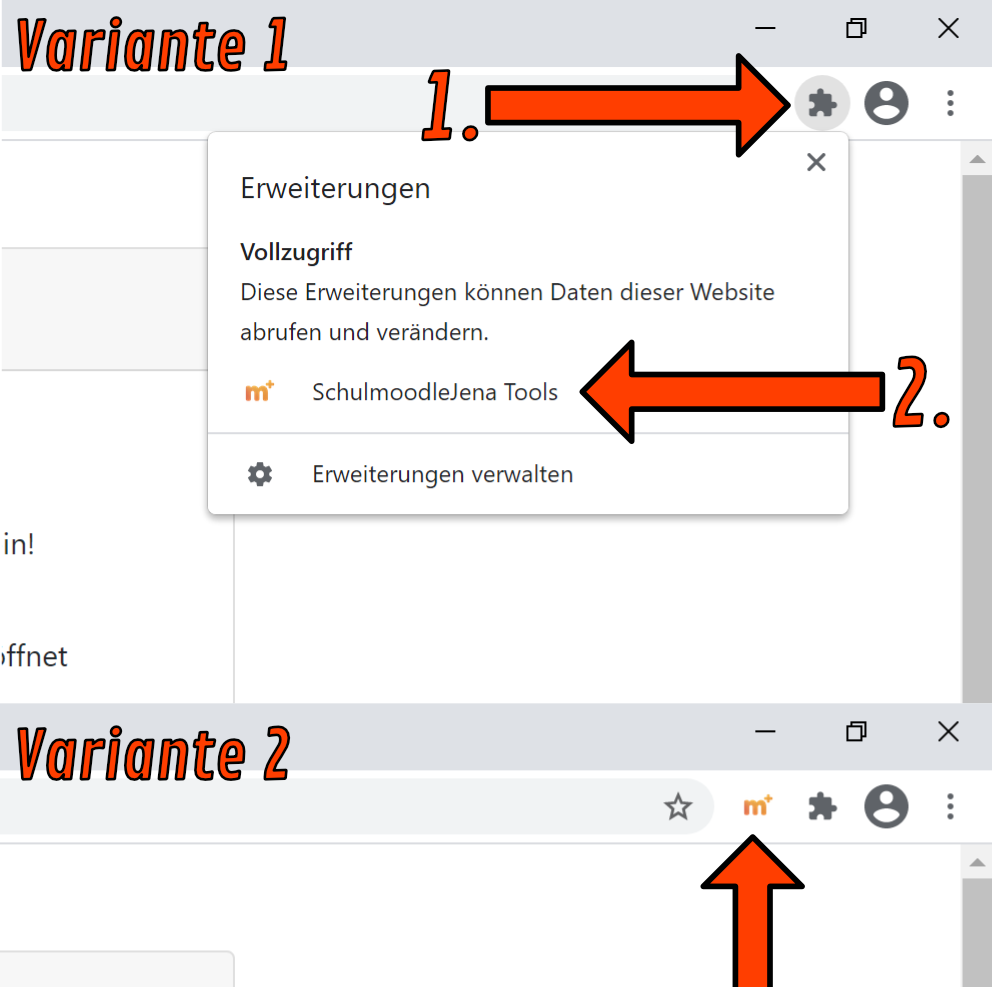 Variante 1
1.
Erweiterungen
Vollzugriff
Diese Erweiterungen können Daten dieser Website
abrufen und verändern.
m+ SchulmoodleJena Tools
2.
Erweiterungen verwalten
in!
ffnet
Variante 2
m+